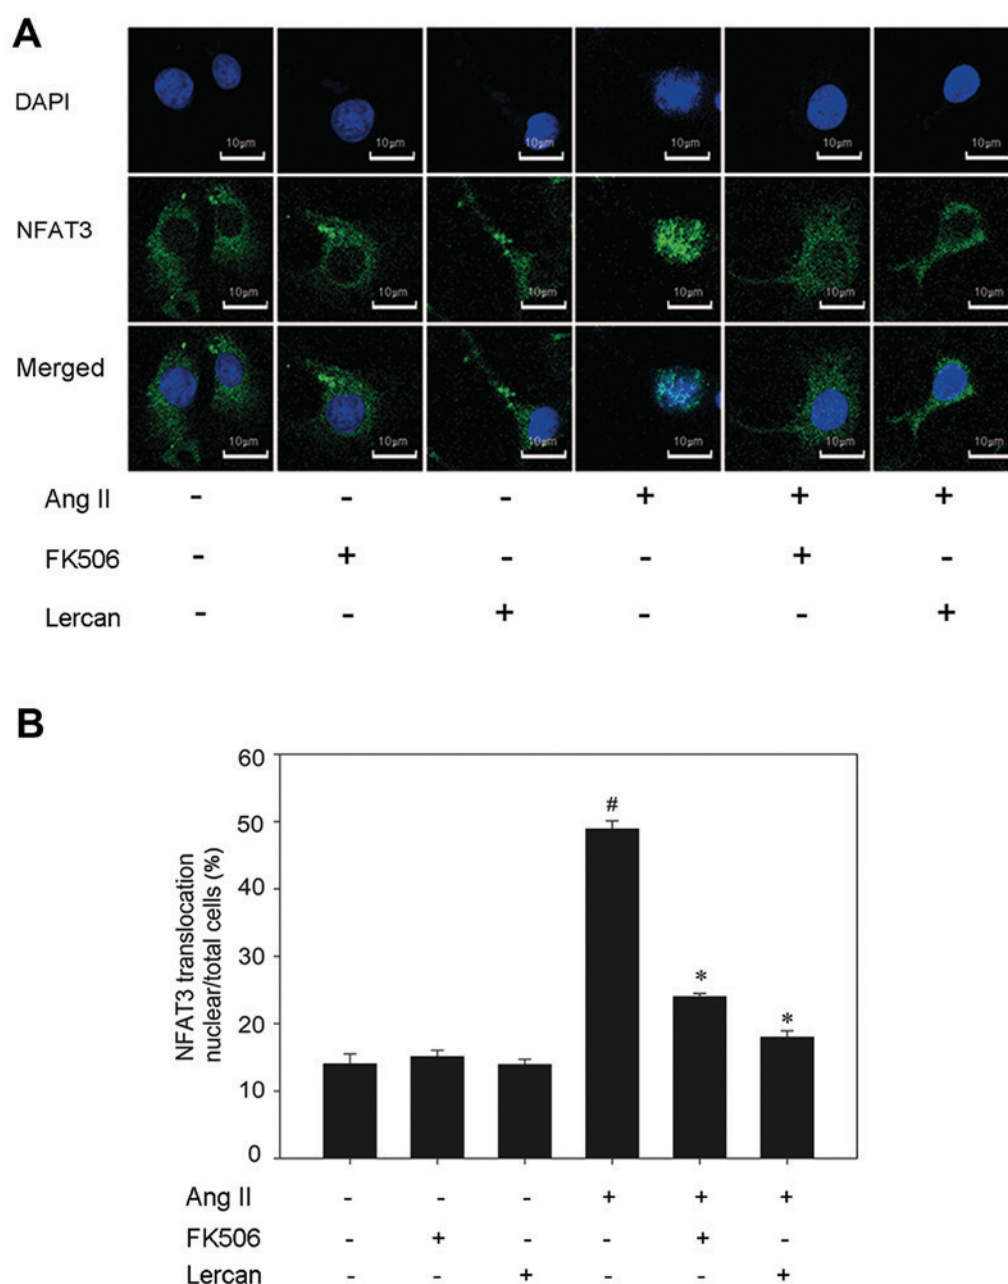 A
DAPI
10μm 10μm 10μm 10μm 10μm 10μm
NFAT3
10μm 10μm 10μm 10μm 10μm 10μm
Merged
10μm 10μm 10μm 10μm 10μm 10μm
Ang II - - - + + +
FK506 - + - - + -
Lercan - - + - - +
B
NFAT3 translocation
nuclear/total cells (%)
60
50
40
30
20
10
0
#
*
*
Ang II - - - + + +
FK506 - + - - + -
Lercan - - + - - +